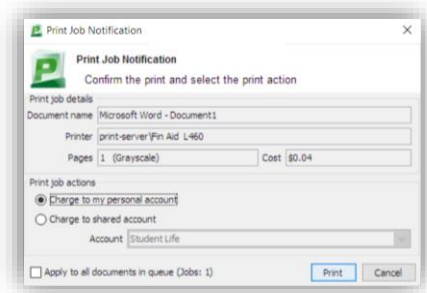 Print Job Notification
Print Job Notification
Confirm the print and select the print action
Print job details
Document name Microsoft Word - Document1
Printer print-server\Fin Aid L460
Pages 1 (Grayscale) Cost $0.04
Print job actions
Charge to my personal account
Charge to shared account
Account Student Life
Apply to all documents in queue (Jobs: 1) Print Cancel